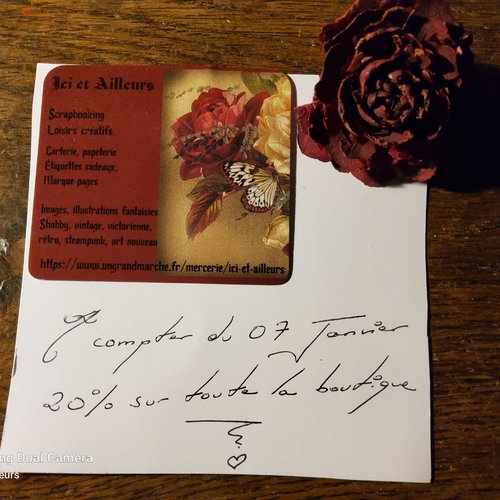 Ici et Ailleurs
Scrapbooking
Loisirs créatifs
Carterie, papeterie
Étiquettes cadeaux,
Marque-pages
Images, illustrations fantaisies
Shabby, vintage, victorienne,
rétro, steampunk, art nouveau
https://www.ungrandmarche.fr/mercerie/ici-et-ailleurs
A compter du 07 Janvier
20% sur toute la boutique
ng Dual Camera
eurs